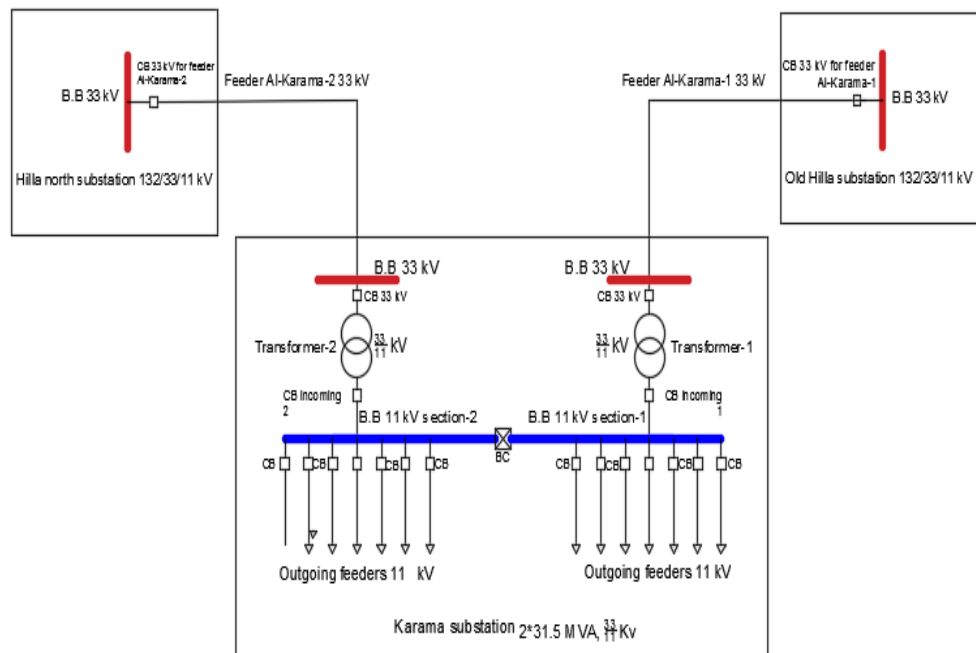 CB 33 kV for feeder
Al-Karama-2
B.B 33 kV
Hilla north substation 132/33/11 kV
Feeder Al-Karama-2 33 kV
Feeder Al-Karama-1 33 kV
CB 33 kV for feeder
Al-Karama-1
B.B 33 kV
Old Hilla substation 132/33/11 kV
B.B 33 kV
B.B 33 kV
CB 33 kV
CB 33 kV
Transformer-2
33/11 kV
33/11 kV
Transformer-1
CB Incoming
2
CB Incoming
1
B.B 11 kV section-2
B.B 11 kV section-1
BC
CB
CB
CB
CB
CB
CB
CB
CB
Outgoing feeders 11 kV
Outgoing feeders 11 kV
Karama substation 2*31.5 MVA, 33/11 Kv